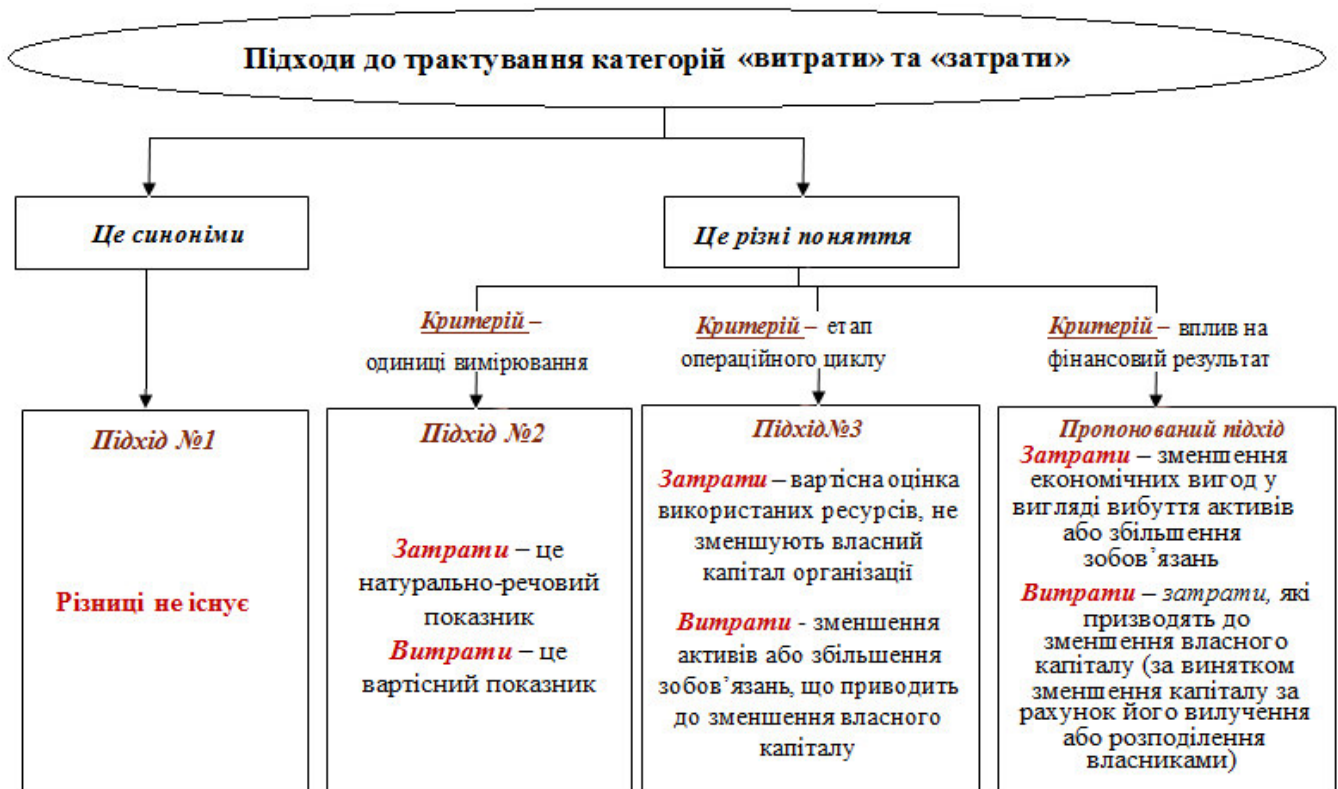 Підходи до трактування категорій «витрати» та «затрати»
Це синоніми
Це різні поняття
Критерій –
одиниці вимірювання
Критерій – етап
операційного циклу
Критерій – вплив на
фінансовий результат
Підхід №1
Різниці не існує
Підхід №2
Затрати – це
натурально-речовий
показник
Витрати – це
вартісний показник
Підхід№3
Затрати – вартісна оцінка
використаних ресурсів, не
зменшують власний
капітал організації
Витрати - зменшення
активів або збільшення
зобов’язань, що приводить
до зменшення власного
капіталу
Пропонований підхід
Затрати – зменшення
економічних вигод у
вигляді вибуття активів
або збільшення
зобов’язань
Витрати – затрати, які
призводять до
зменшення власного
капіталу (за винятком
зменшення капіталу за
рахунок його вилучення
або розподілення
власниками)